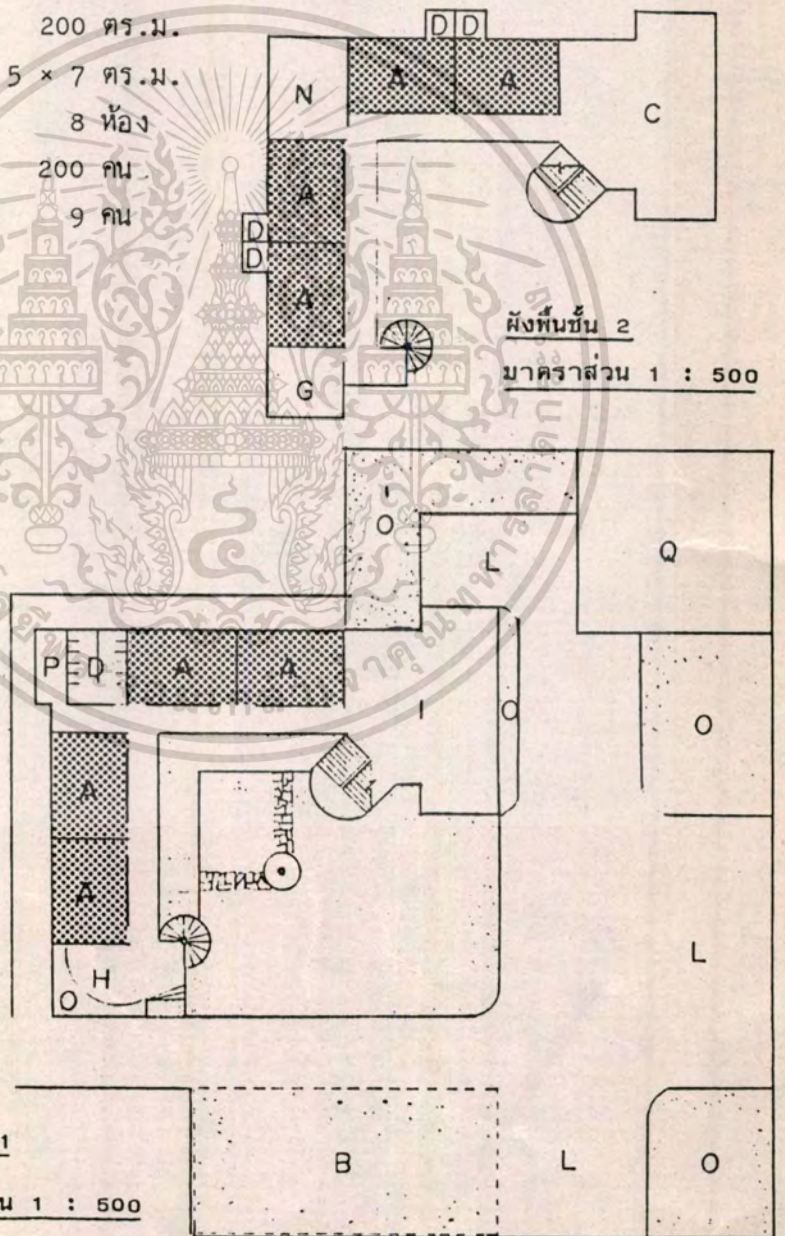 200 ตร.ม.
5 × 7 ตร.ม.
8 ห้อง
200 คน
9 คน
D D
N A A C
A
D
D
A
G
ผังพื้นชั้น 2
มาตราส่วน 1 : 500
O L Q
P D A A
I O O
A
A
L
H
O
1
น 1 : 500
B L O